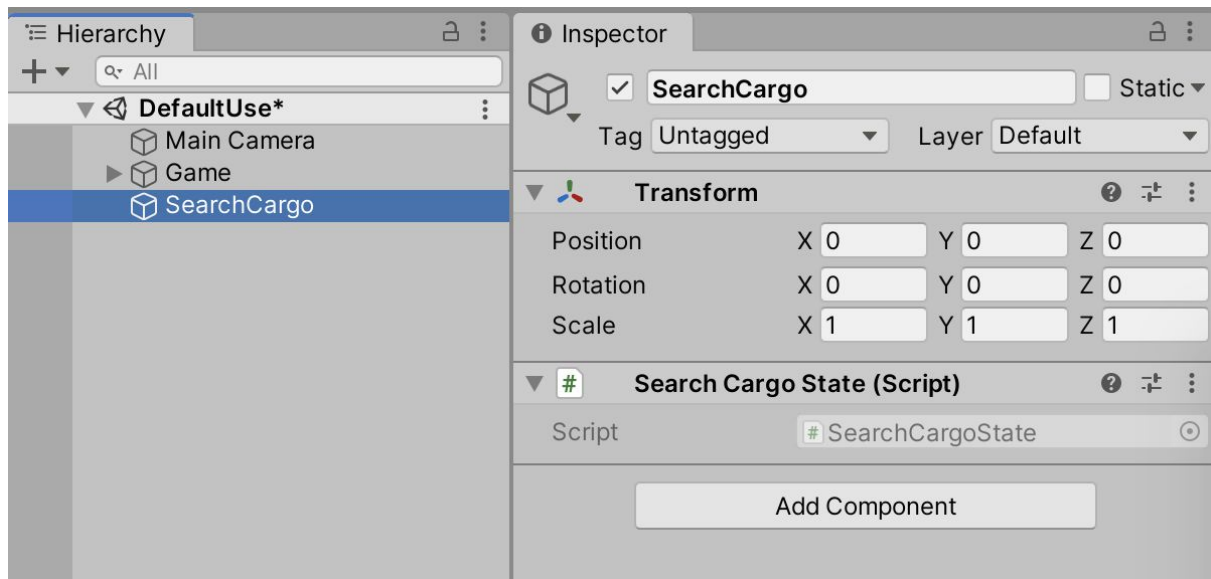 Hierarchy
All
DefaultUse*
Main Camera
Game
SearchCargo
Inspector
SearchCargo
Static
Tag Untagged Layer Default
Transform
Position X 0 Y 0 Z 0
Rotation X 0 Y 0 Z 0
Scale X 1 Y 1 Z 1
# Search Cargo State (Script)
Script # SearchCargoState
Add Component